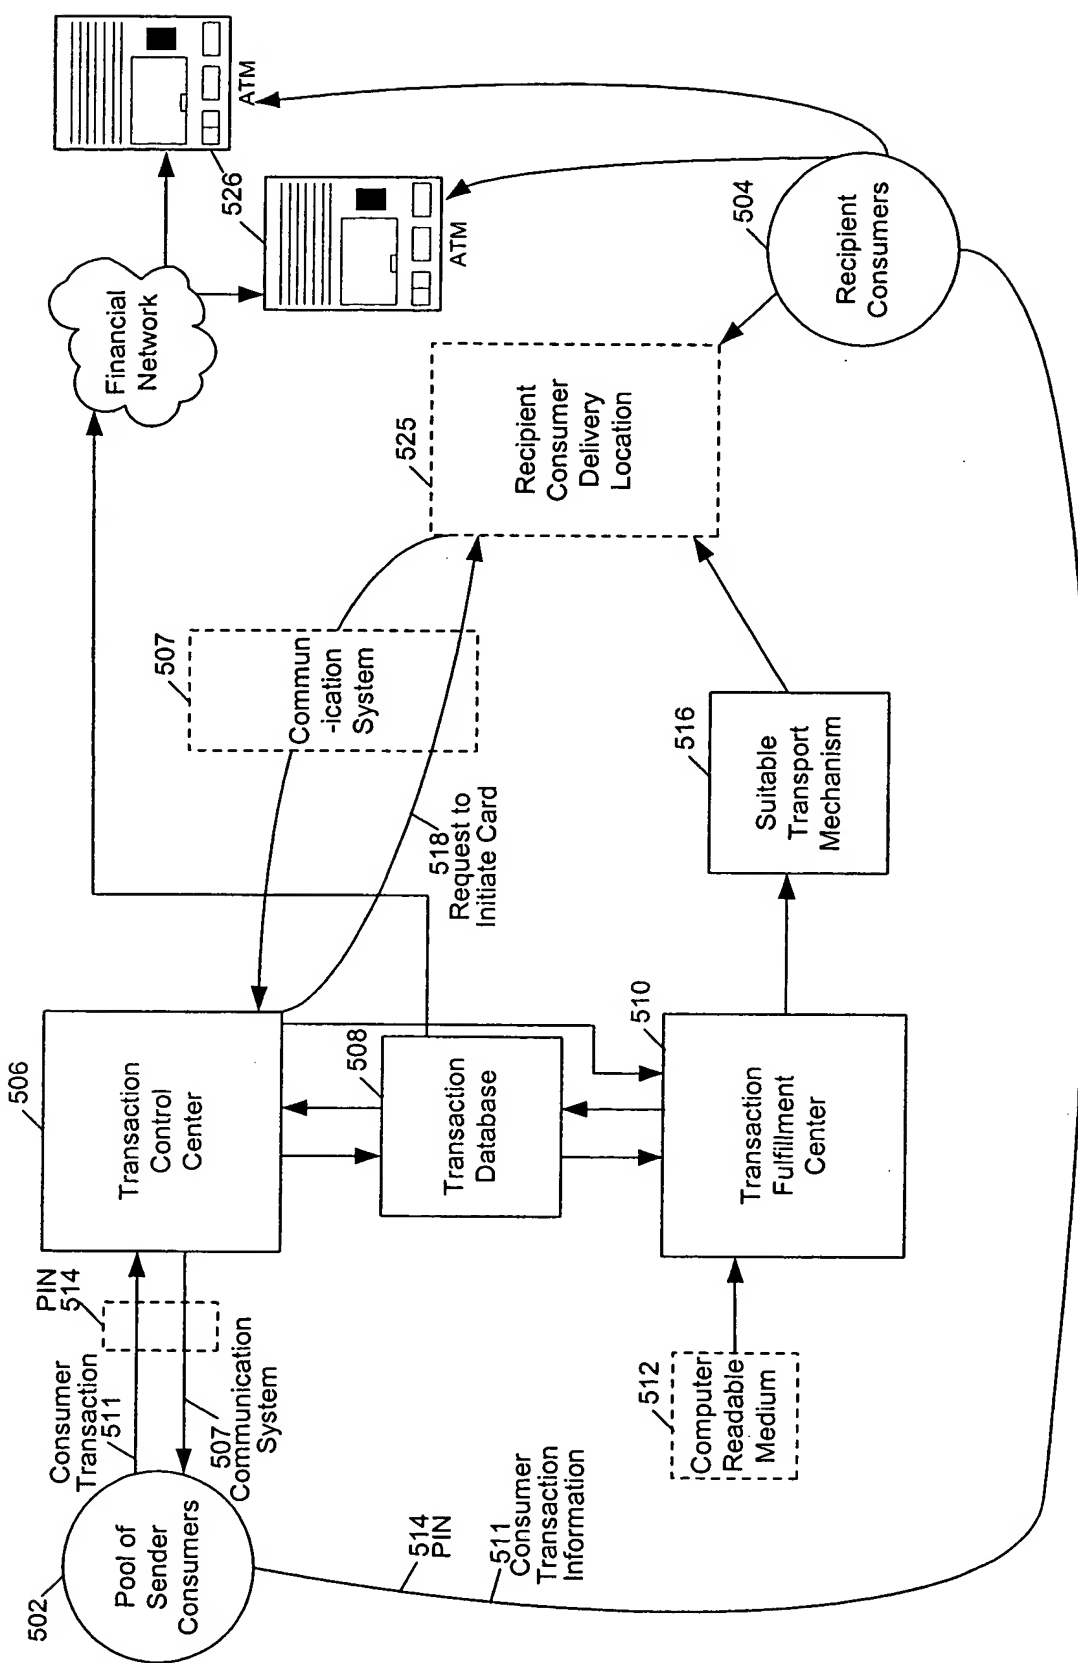 502
Pool of
Sender
Consumers
Consumer
Transaction
511
PIN
514
507
Communication
System
506
Transaction
Control
Center
508
Transaction
Database
510
Transaction
Fulfillment
Center
512
Computer
Readable
Medium
514
PIN
511
Consumer
Transaction
Information
507
Commun
-ication
System
518
Request to
Initiate Card
516
Suitable
Transport
Mechanism
525
Recipient
Consumer
Delivery
Location
Financial
Network
526
ATM
ATM
504
Recipient
Consumers